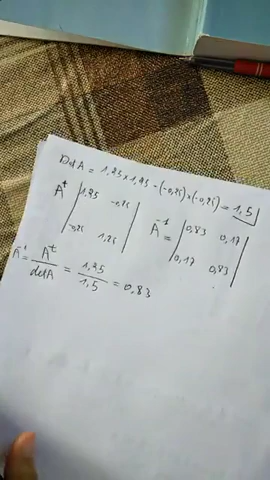 Det A = 1,25 x 1,25 - (-0,25) x (-0,25) = 1,5
A^t | 1,25 -0,25 |
| -0,25 1,25 |
A^-1 = | 0,83 0,17 |
| 0,17 0,83 |
A^-1 = A^t / detA = 1,25 / 1,5 = 0,83